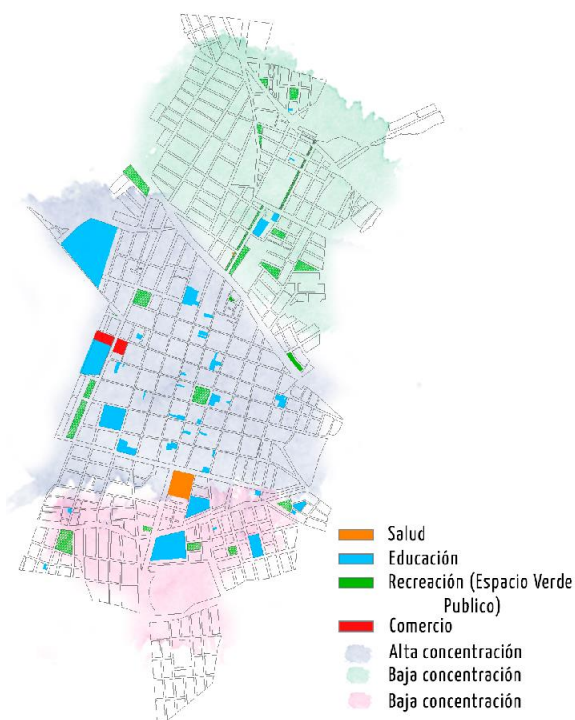 Salud
Educación
Recreación (Espacio Verde
Publico)
Comercio
Alta concentración
Baja concentración
Baja concentración